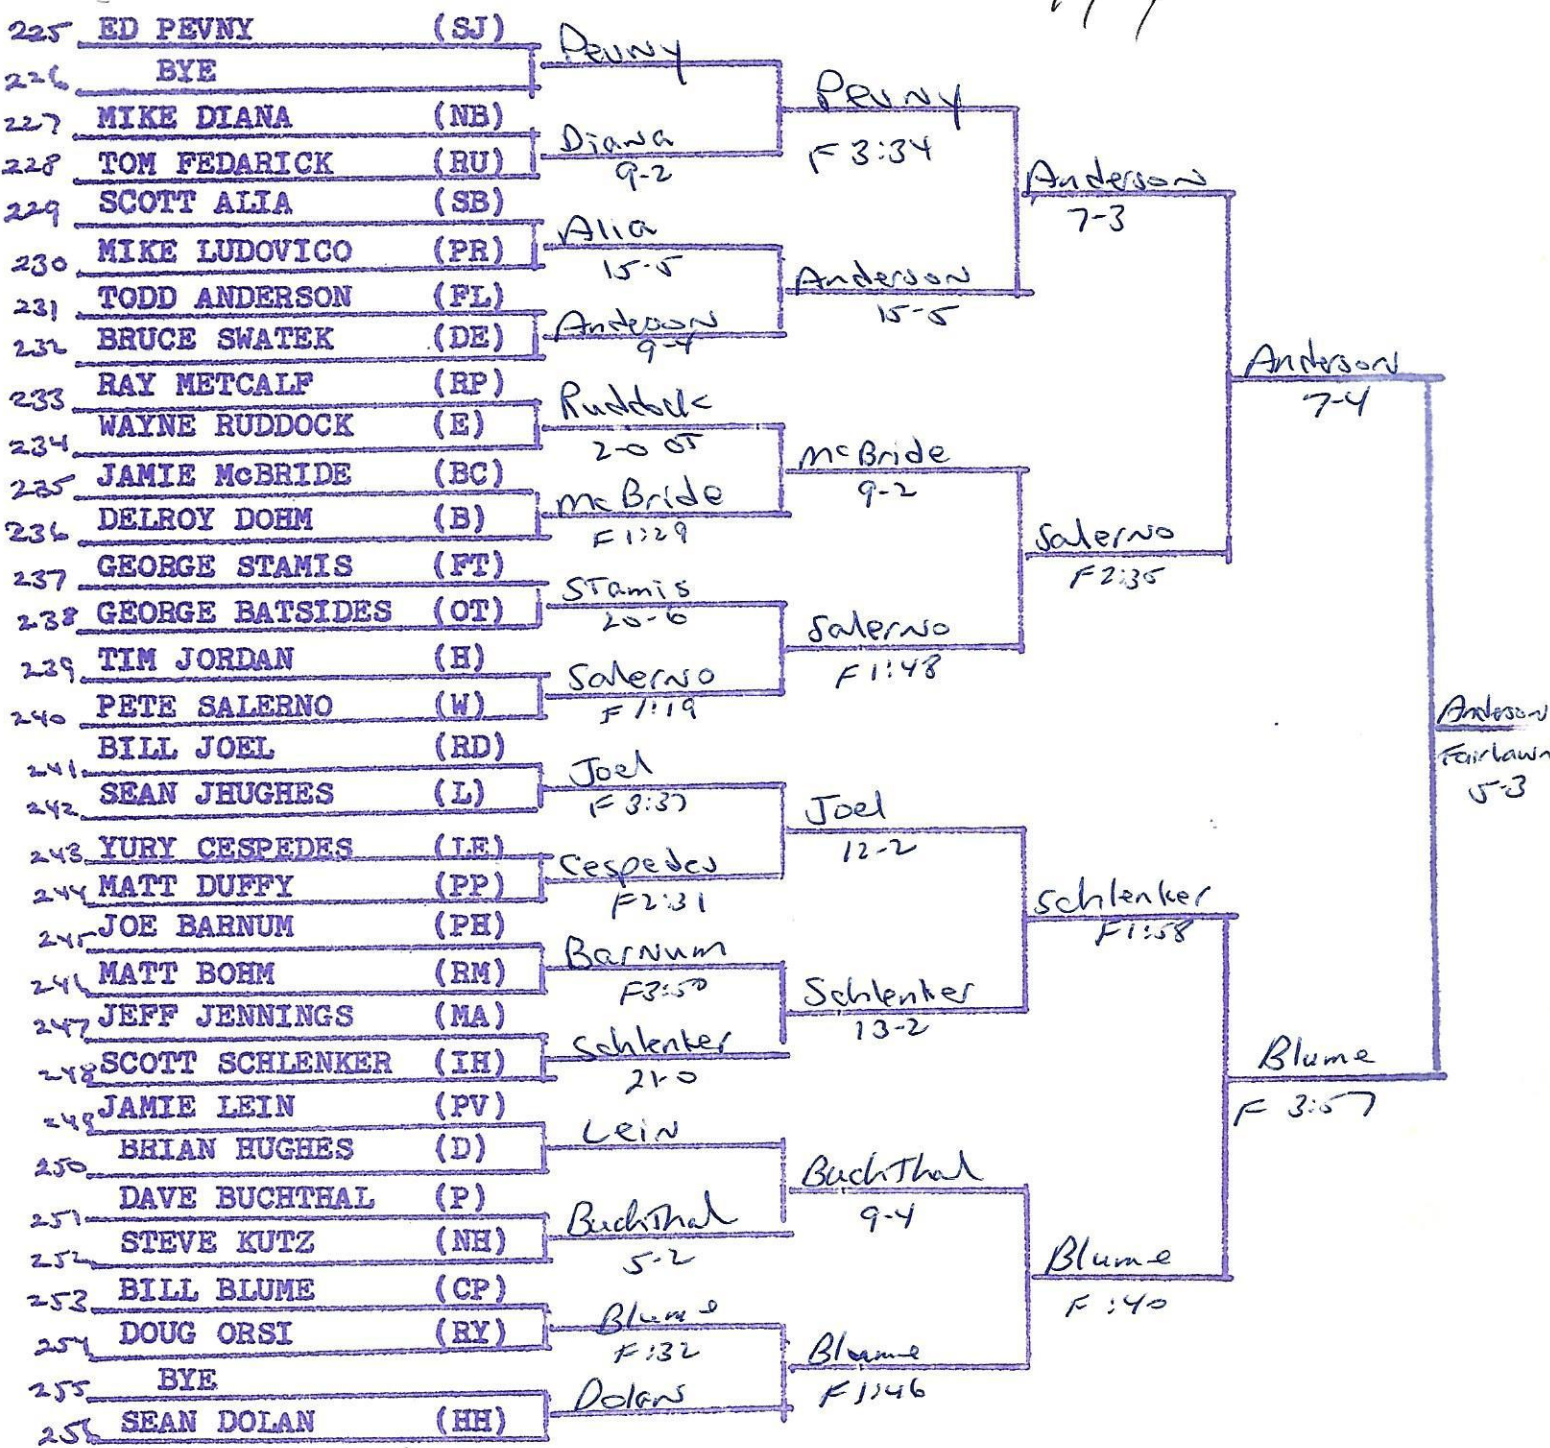 225 ED PEVNY (SJ)
226 BYE
227 MIKE DIANA (NB)
228 TOM FEDARICK (RU)
229 SCOTT ALIA (SB)
230 MIKE LUDOVICO (PR)
231 TODD ANDERSON (FL)
232 BRUCE SWATEK (DE)
233 RAY METCALF (RP)
234 WAYNE RUDDOCK (E)
235 JAMIE McBRIDE (BC)
236 DELROY DOHM (B)
237 GEORGE STAMIS (FT)
238 GEORGE BATSIDES (OT)
239 TIM JORDAN (H)
240 PETE SALERNO (W)
241 BILL JOEL (RD)
242 SEAN JHUGHES (L)
243 YURY CESPEDES (LE)
244 MATT DUFFY (PP)
245 JOE BARNUM (PH)
246 MATT BOHM (RM)
247 JEFF JENNINGS (MA)
248 SCOTT SCHLENKER (IH)
249 JAMIE LEIN (PV)
250 BRIAN HUGHES (D)
251 DAVE BUCHTHAL (P)
252 STEVE KUTZ (NH)
253 BILL BLUME (CP)
254 DOUG ORSI (RY)
255 BYE
256 SEAN DOLAN (HH)
Pevny
Diana
9-2
Alia
15-5
Anderson
9-4
Ruddock
2-0 OT
McBride
F 1:29
Stamis
20-6
Salerno
F 1:19
Joel
F 3:37
Cespedes
F 2:31
Barnum
F 3:50
Schlenker
21-0
Lein
Buchthal
5-2
Blume
F :32
Dolan
Pevny
F 3:34
Anderson
15-5
McBride
9-2
Salerno
F 1:48
Joel
12-2
Schlenker
13-2
Buchthal
9-4
Blume
F 1:46
Anderson
7-3
Salerno
F 2:35
Schlenker
F 1:58
Blume
F :40
Anderson
7-4
Blume
F 3:57
Anderson
Fairlawn
5-3